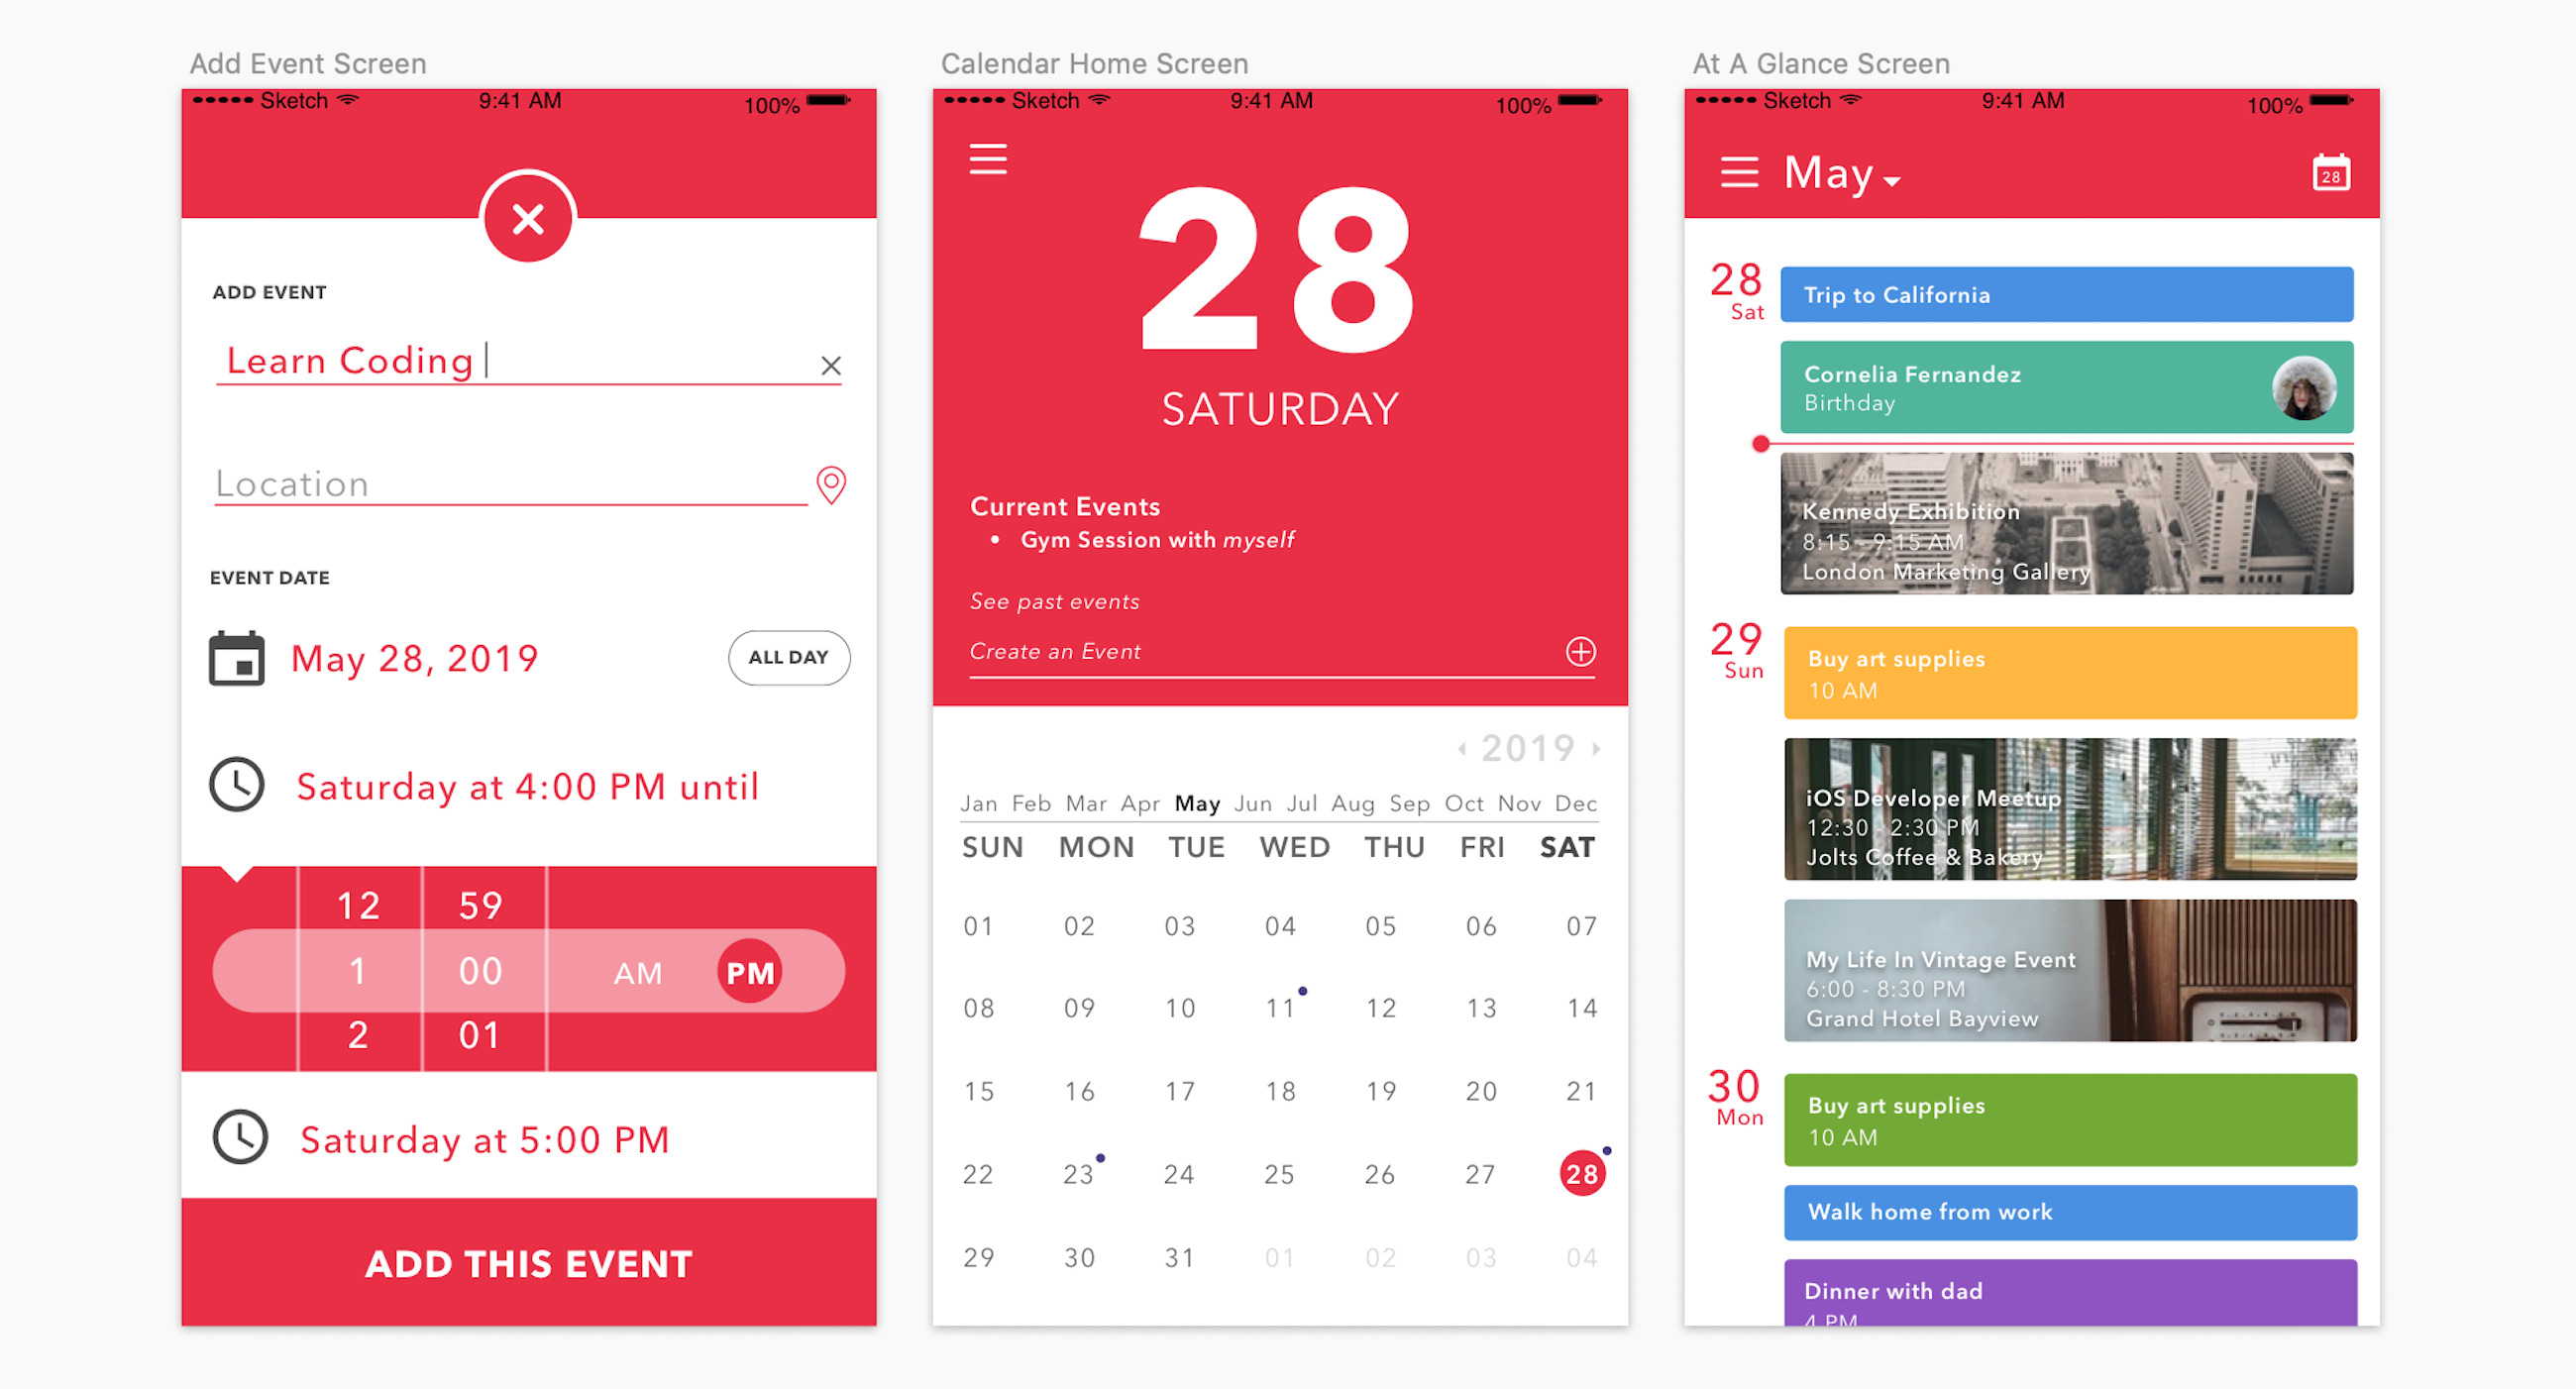 Add Event Screen
Sketch 9:41 AM 100%
ADD EVENT
Learn Coding
Location
EVENT DATE
May 28, 2019 ALL DAY
Saturday at 4:00 PM until
12 59
1 00 AM PM
2 01
Saturday at 5:00 PM
ADD THIS EVENT
Calendar Home Screen
Sketch 9:41 AM 100%
28
SATURDAY
Current Events
• Gym Session with myself
See past events
Create an Event
2019
Jan Feb Mar Apr May Jun Jul Aug Sep Oct Nov Dec
SUN MON TUE WED THU FRI SAT
01 02 03 04 05 06 07
08 09 10 11 12 13 14
15 16 17 18 19 20 21
22 23 24 25 26 27 28
29 30 31 01 02 03 04
At A Glance Screen
Sketch 9:41 AM 100%
May 28
28
Sat
Trip to California
Cornelia Fernandez
Birthday
Kennedy Exhibition
8:15 - 9:15 AM
London Marketing Gallery
29
Sun
Buy art supplies
10 AM
iOS Developer Meetup
12:30 - 2:30 PM
Jolts Coffee & Bakery
My Life In Vintage Event
6:00 - 8:30 PM
Grand Hotel Bayview
30
Mon
Buy art supplies
10 AM
Walk home from work
Dinner with dad
4 PM